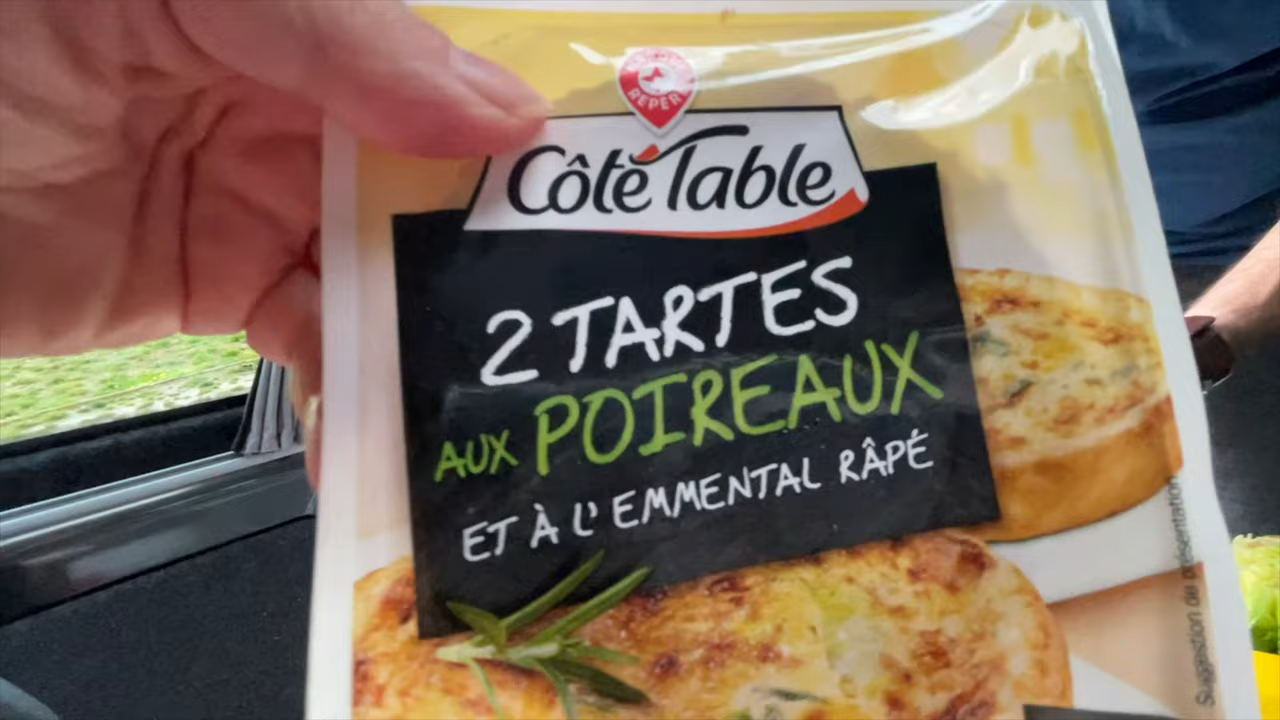 REPÈRE
Côté Table
2 TARTES
AUX POIREAUX
ET À L'EMMENTAL RÂPÉ
Suggestion de présentation